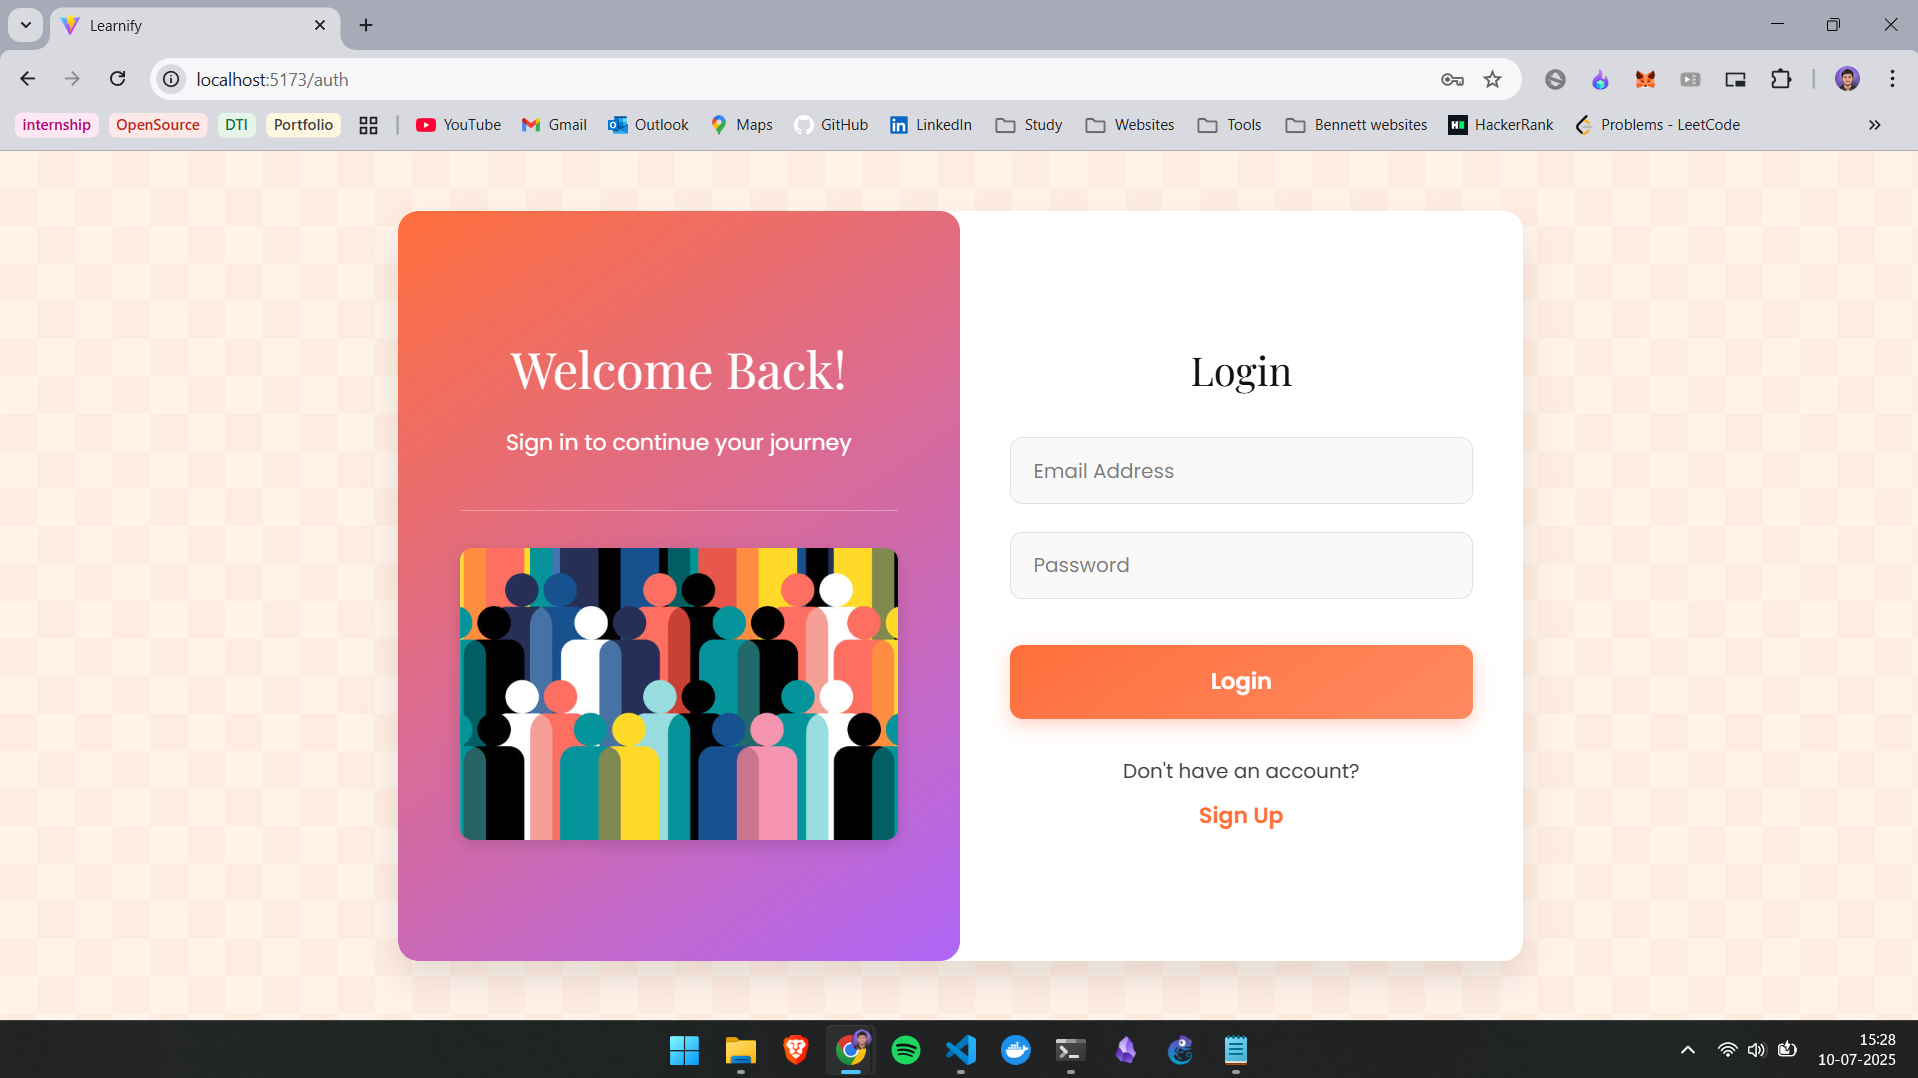 Learnify
localhost:5173/auth
internship OpenSource DTI Portfolio YouTube Gmail Outlook Maps GitHub LinkedIn Study Websites Tools Bennett websites HackerRank Problems - LeetCode
Welcome Back!
Sign in to continue your journey
Login
Email Address
Password
Login
Don't have an account?
Sign Up
15:28
10-07-2025